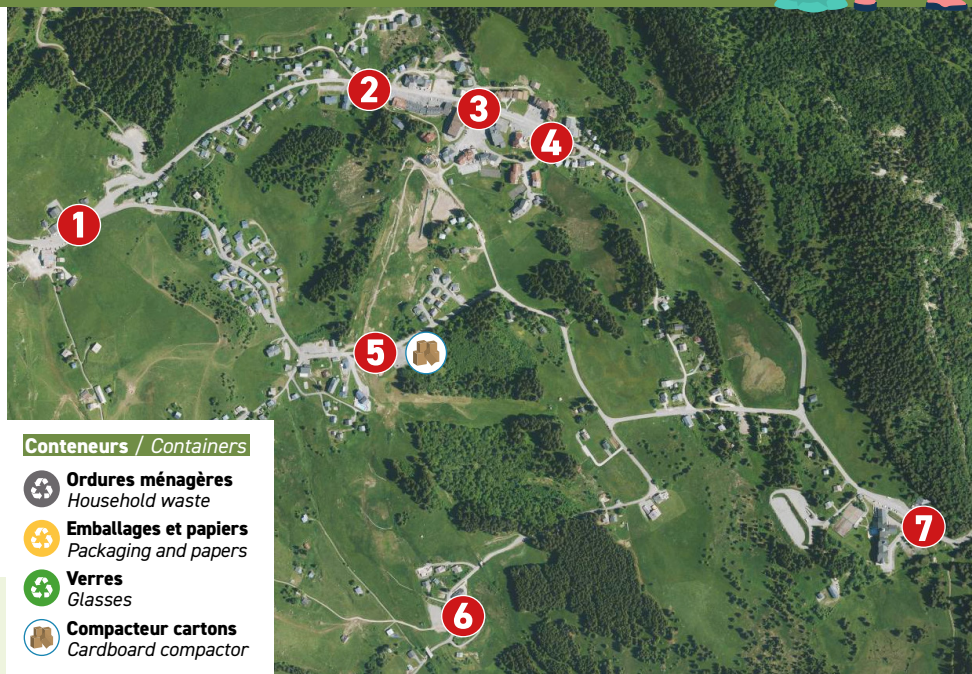 2
3
4
1
5
7
6
Conteneurs / Containers
Ordures ménagères
Household waste
Emballages et papiers
Packaging and papers
Verres
Glasses
Compacteur cartons
Cardboard compactor